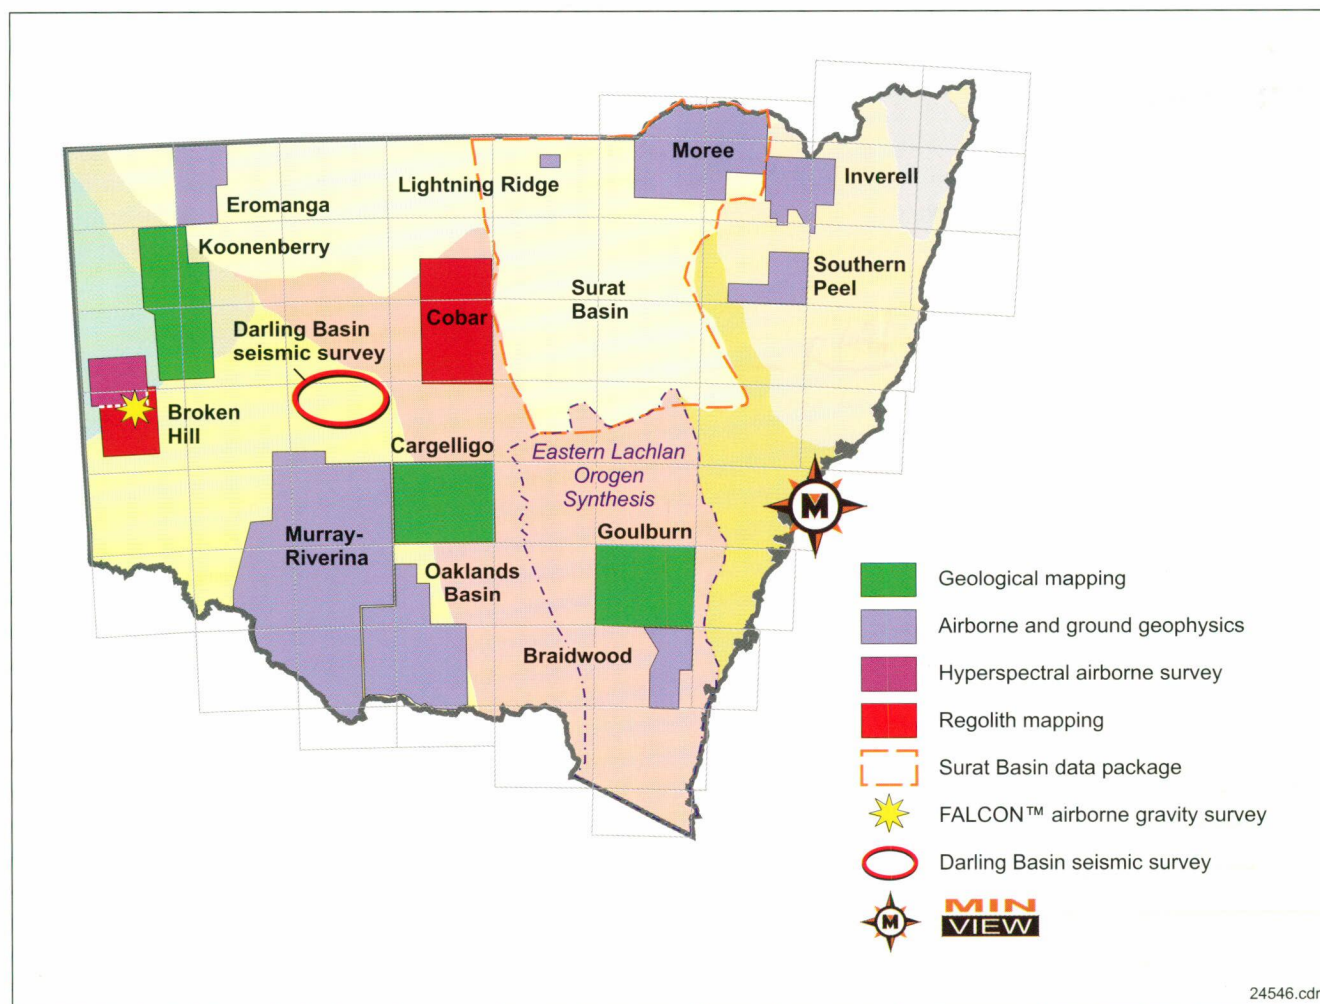 Moree
Inverell
Lightning Ridge
Eromanga
Koonenberry
Southern
Peel
Surat
Basin
Cobar
Darling Basin
seismic survey
Broken
Hill
Cargelligo
Eastern Lachlan
Orogen
Synthesis
M
Murray-
Riverina
Goulburn
Oaklands
Basin
Braidwood
Geological mapping
Airborne and ground geophysics
Hyperspectral airborne survey
Regolith mapping
Surat Basin data package
FALCON™ airborne gravity survey
Darling Basin seismic survey
M
MIN
VIEW
24546.cdr